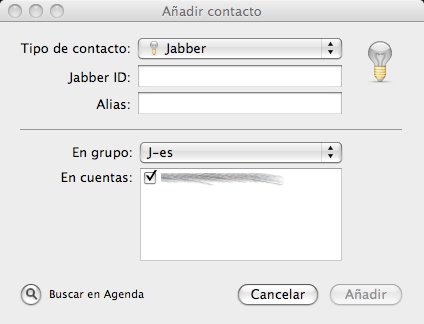 Añadir contacto
Tipo de contacto: Jabber
Jabber ID:
Alias:
En grupo: J-es
En cuentas:
Buscar en Agenda Cancelar Añadir